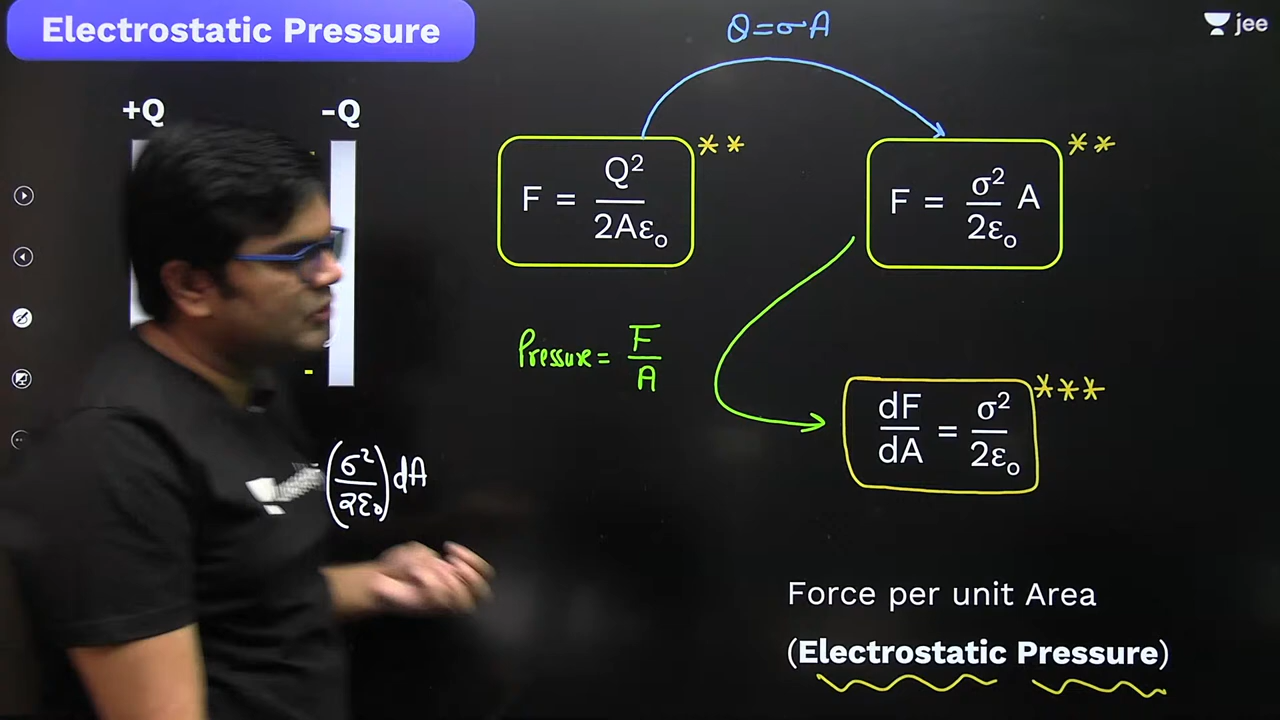 Electrostatic Pressure
jee
Q=σA
+Q
-Q
F = Q²/2Aε₀ **
F = σ²/2ε₀ A **
Pressure = F/A
dF/dA = σ²/2ε₀ ***
(σ²/2ε₀)dA
Force per unit Area
(Electrostatic Pressure)